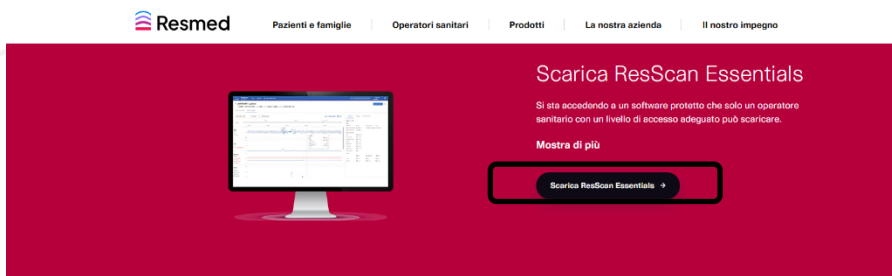 Resmed
Pazienti e famiglie
Operatori sanitari
Prodotti
La nostra azienda
Il nostro impegno
Scarica ResScan Essentials
Si sta accedendo a un software protetto che solo un operatore
sanitario con un livello di accesso adeguato può scaricare.
Mostra di più
Scarica ResScan Essentials →